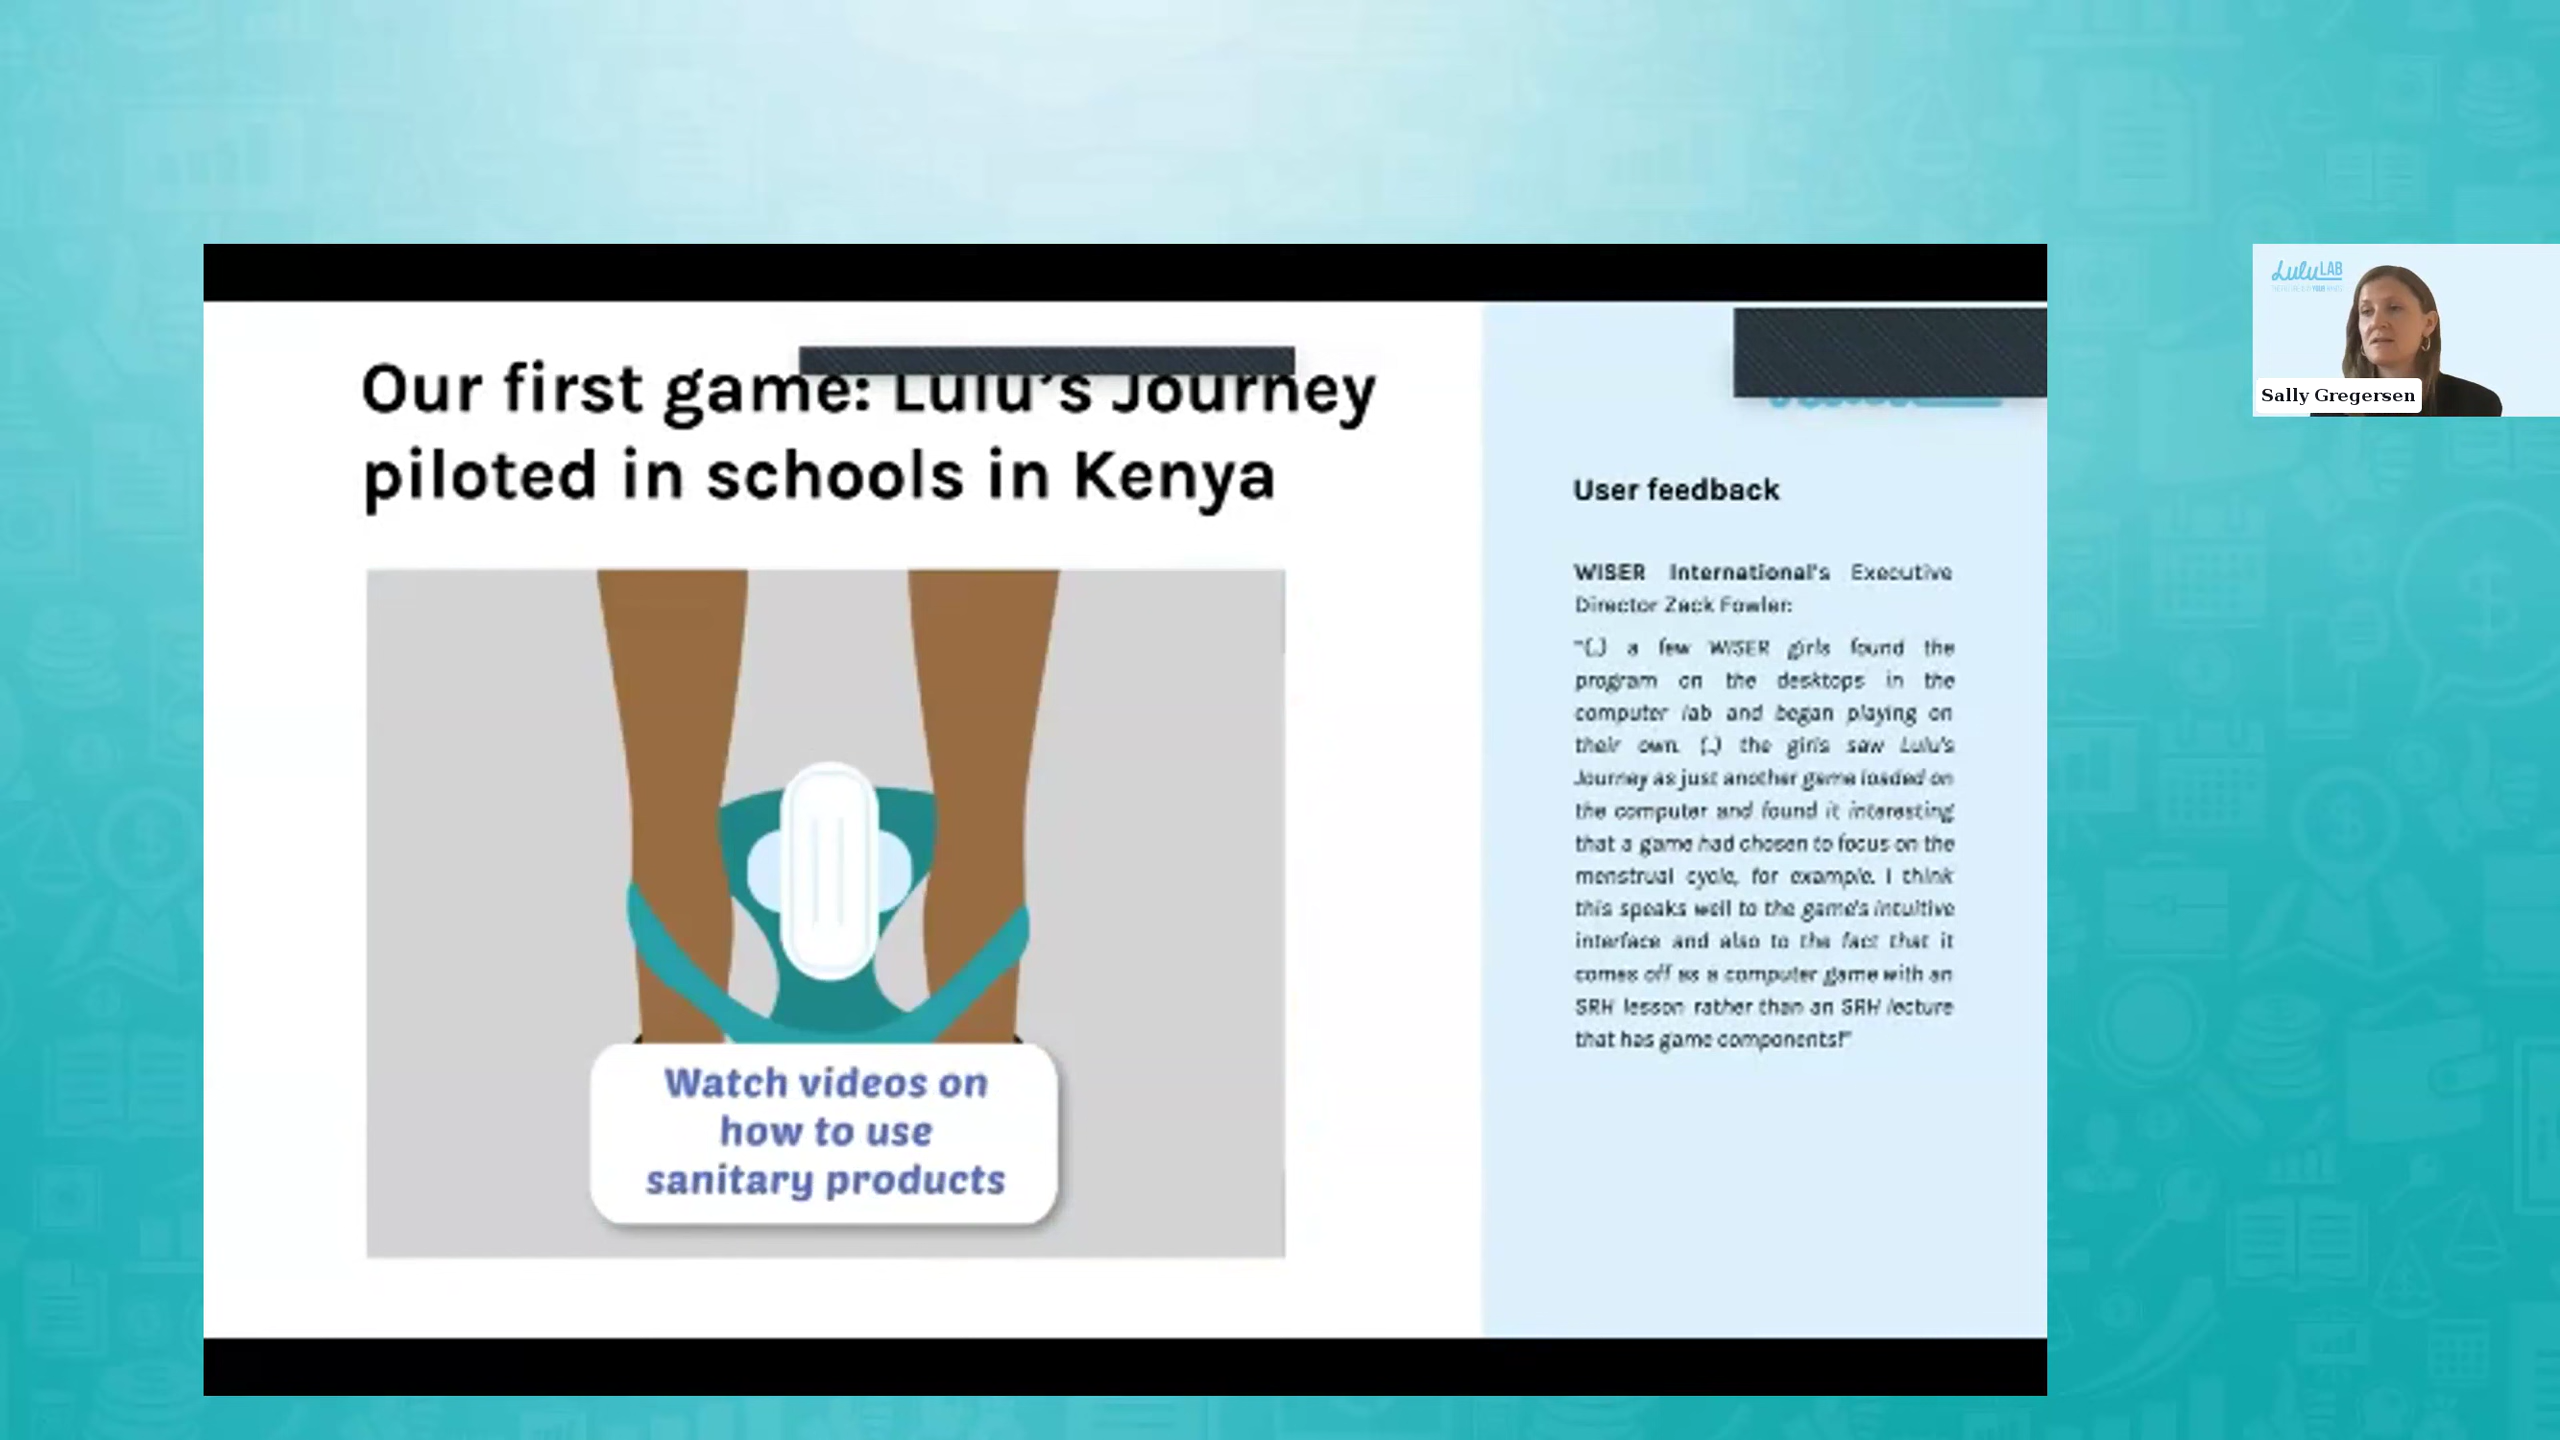 Our first game: Lulu's Journey
piloted in schools in Kenya
Watch videos on
how to use
sanitary products
User feedback
WISER International's Executive
Director Zack Fowler:
"(..) a few WISER girls found the
program on the desktops in the
computer lab and began playing on
their own. (..) the girls saw Lulu's
Journey as just another game loaded on
the computer and found it interesting
that a game had chosen to focus on the
menstrual cycle, for example. I think
this speaks well to the game's intuitive
interface and also to the fact that it
comes off as a computer game with an
SRH lesson rather than an SRH lecture
that has game components!"
Lulu LAB
Sally Gregersen